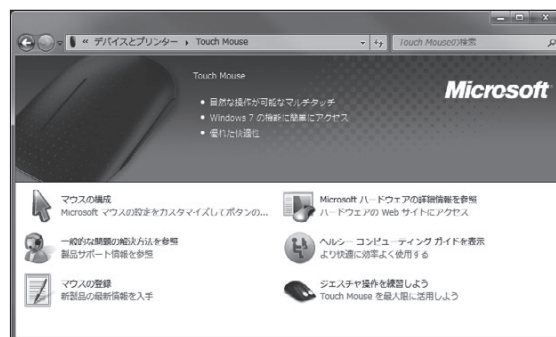 « デバイスとプリンター ▸ Touch Mouse
Touch Mouseの検索
Touch Mouse
Microsoft
• 自然な操作が可能なマルチタッチ
• Windows 7 の機能に簡単にアクセス
• 優れた快適性
マウスの構成
Microsoft マウスの設定をカスタマイズしてボタンの...
Microsoft ハードウェアの詳細情報を参照
ハードウェアの Web サイトにアクセス
一般的な問題の解決方法を参照
製品サポート情報を参照
ヘルシー コンピューティング ガイドを表示
より快適に効率よく使用する
マウスの登録
新製品の最新情報を入手
ジェスチャ操作を練習しよう
Touch Mouse を最大限に活用しよう